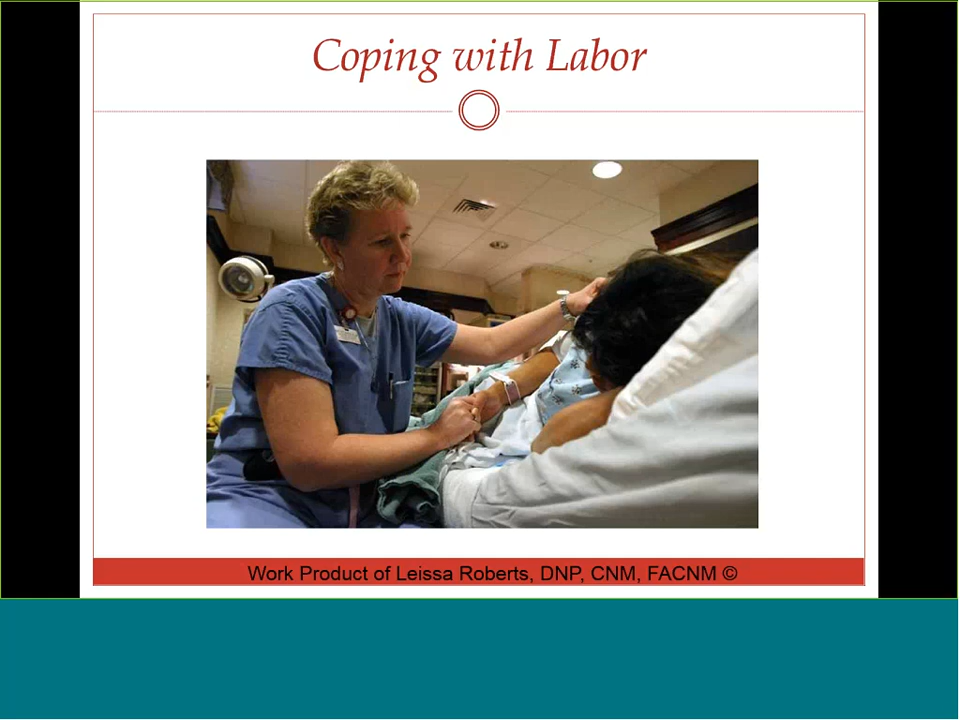 Coping with Labor
Work Product of Leissa Roberts, DNP, CNM, FACNM ©